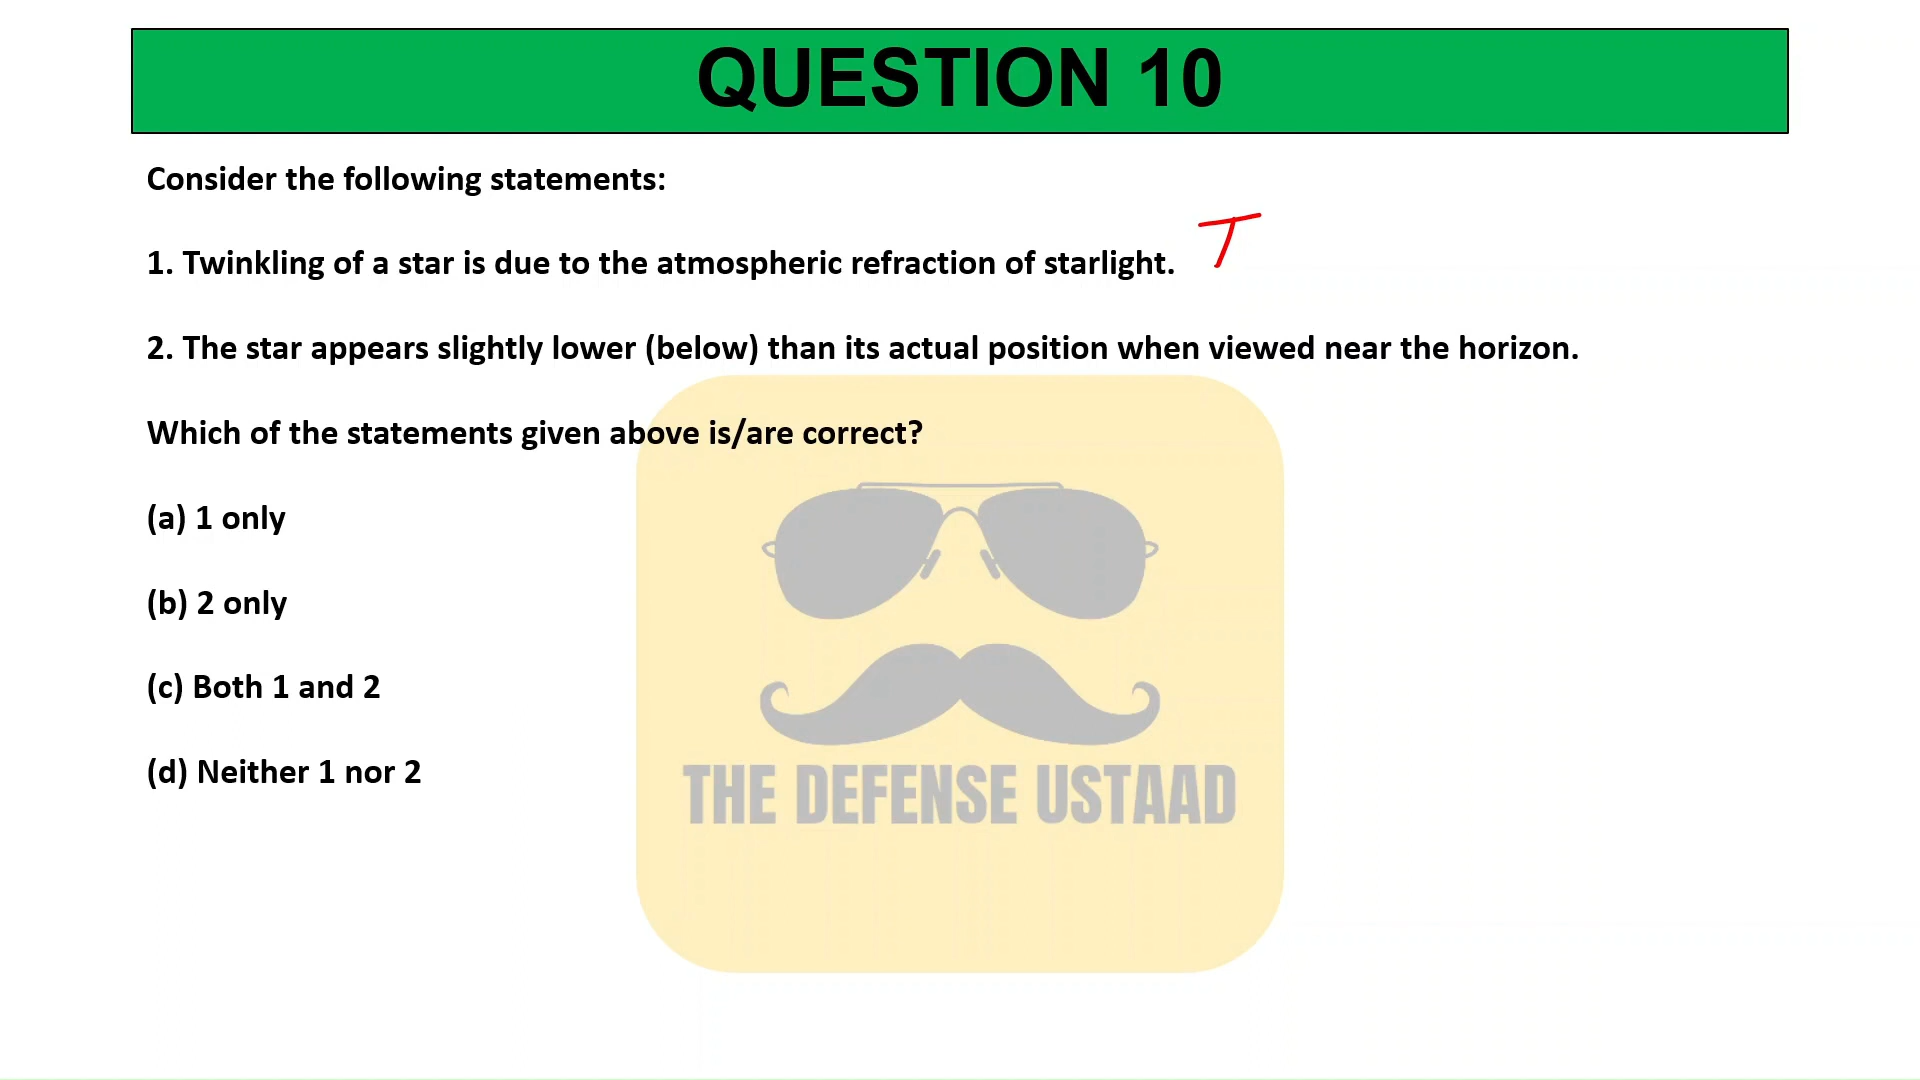 QUESTION 10
Consider the following statements:
1. Twinkling of a star is due to the atmospheric refraction of starlight. T
2. The star appears slightly lower (below) than its actual position when viewed near the horizon.
Which of the statements given above is/are correct?
(a) 1 only
(b) 2 only
(c) Both 1 and 2
(d) Neither 1 nor 2
THE DEFENSE USTAAD